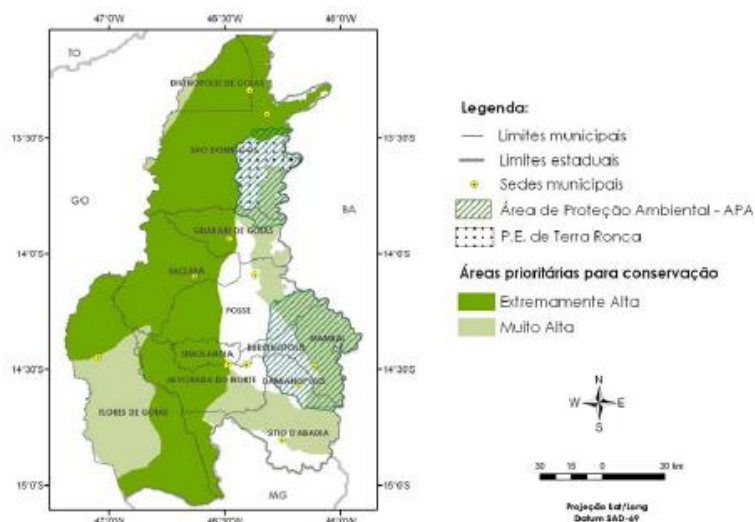 47°0'W 46°30'W 46°0'W
TO
DIVINÓPOLIS DE GOIÁS
13°30'S 13°30'S
SÃO DOMINGOS
GO
BA
GUARANI DE GOIÁS
14°0'S 14°0'S
IACIARA
POSSE
MAMBAÍ
SIMOLÂNDIA
BURITINÓPOLIS
14°30'S 14°30'S
ALVORADA DO NORTE
DAMIANÓPOLIS
FLORES DE GOIÁS
SÍTIO D'ABADIA
15°0'S 15°0'S
MG
47°0'W 46°30'W 46°0'W
Legenda:
Limites municipais
Limites estaduais
Sedes municipais
Área de Proteção Ambiental - APA
P.E. de Terra Ronca
Áreas prioritárias para conservação
Extremamente Alta
Muito Alta
N
W E
S
30 15 0 30 km
Projeção Lat/Long
Datum SAD-69